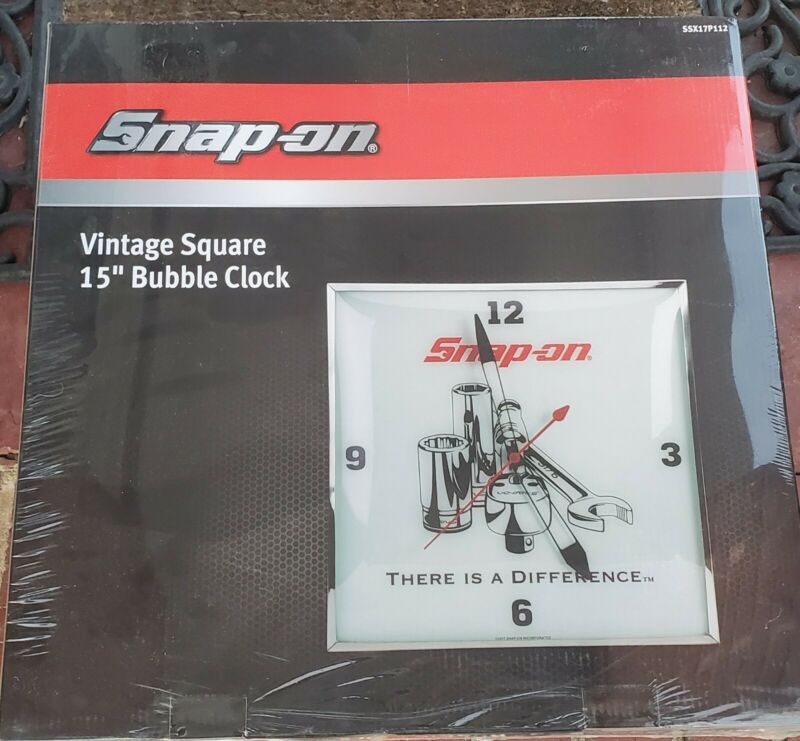 SSX17P112
Snap-on®
Vintage Square
15" Bubble Clock
12
Snap-on®
9
3
THERE IS A DIFFERENCE™
6